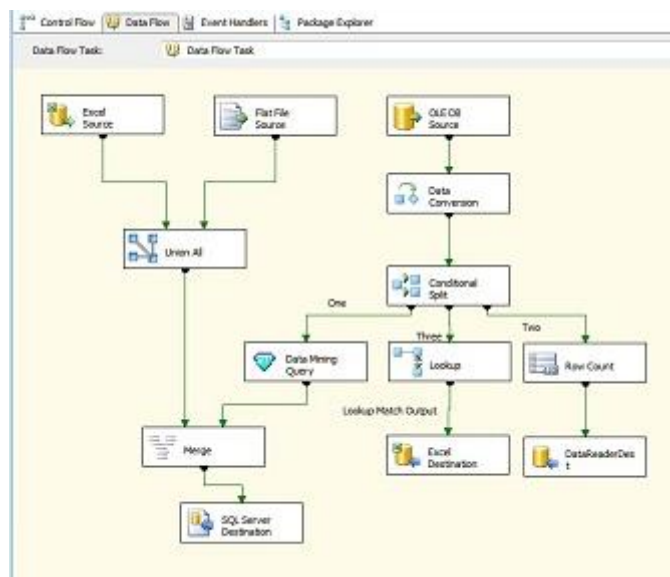 Control Flow
Data Flow
Event Handlers
Package Explorer
Data Flow Task:
Data Flow Task
Excel
Source
Flat File
Source
OLE DB
Source
Data
Conversion
Union All
Conditional
Split
One
Three
Two
Data Mining
Query
Lookup
Row Count
Lookup Match Output
Merge
Excel
Destination
DataReaderDes
t
SQL Server
Destination